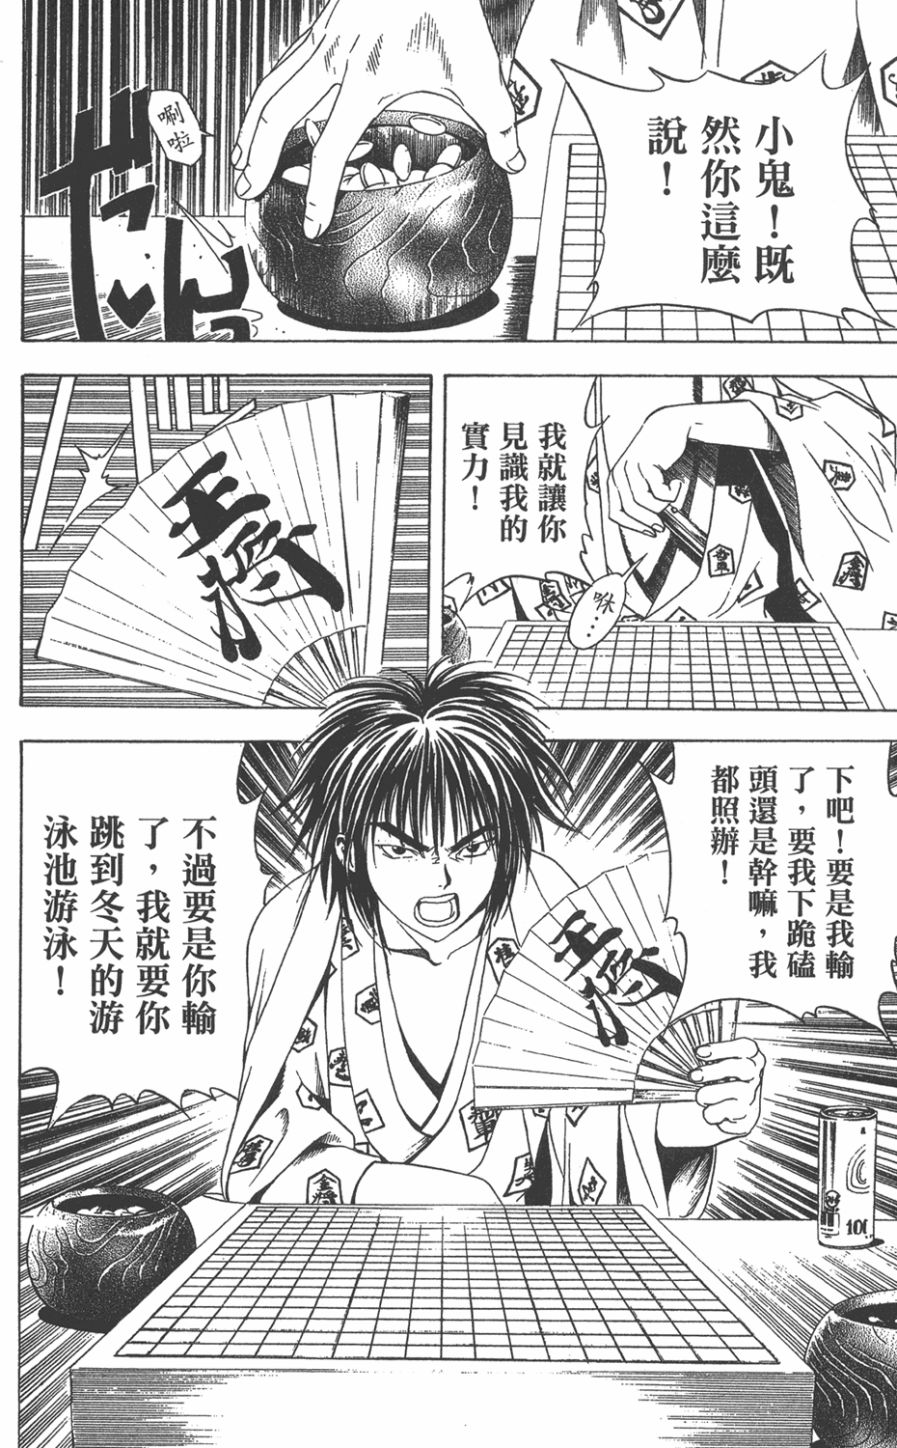 小鬼！既
然你這麼
說！
唰
啦
我就讓你
見識我的
實力！
咻…
王將
下吧！要是我輸
了，要我下跪磕
頭還是幹嘛，我
都照辦！
不過要是你輸
了，我就要你
跳到冬天的游
泳池游泳！
王將
金將
100